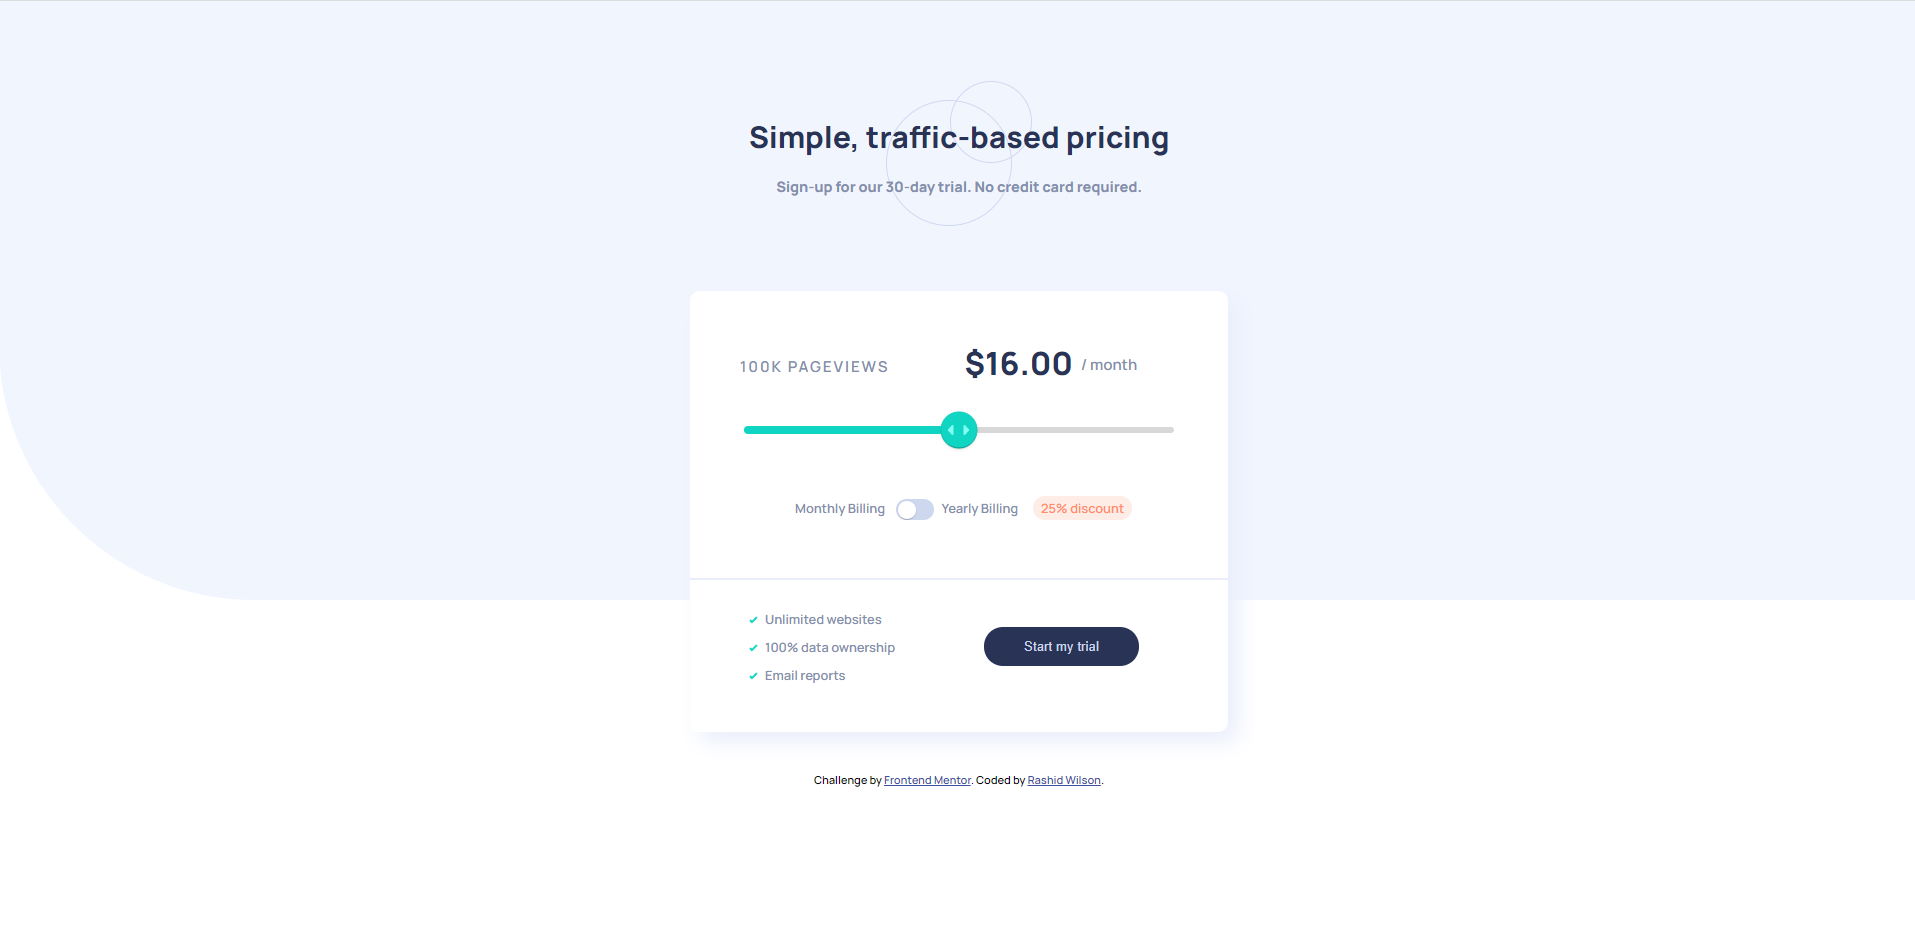 Simple, traffic-based pricing
Sign-up for our 30-day trial. No credit card required.
100K PAGEVIEWS $16.00 / month
Monthly Billing Yearly Billing 25% discount
Unlimited websites
100% data ownership
Email reports
Start my trial
Challenge by Frontend Mentor. Coded by Rashid Wilson.